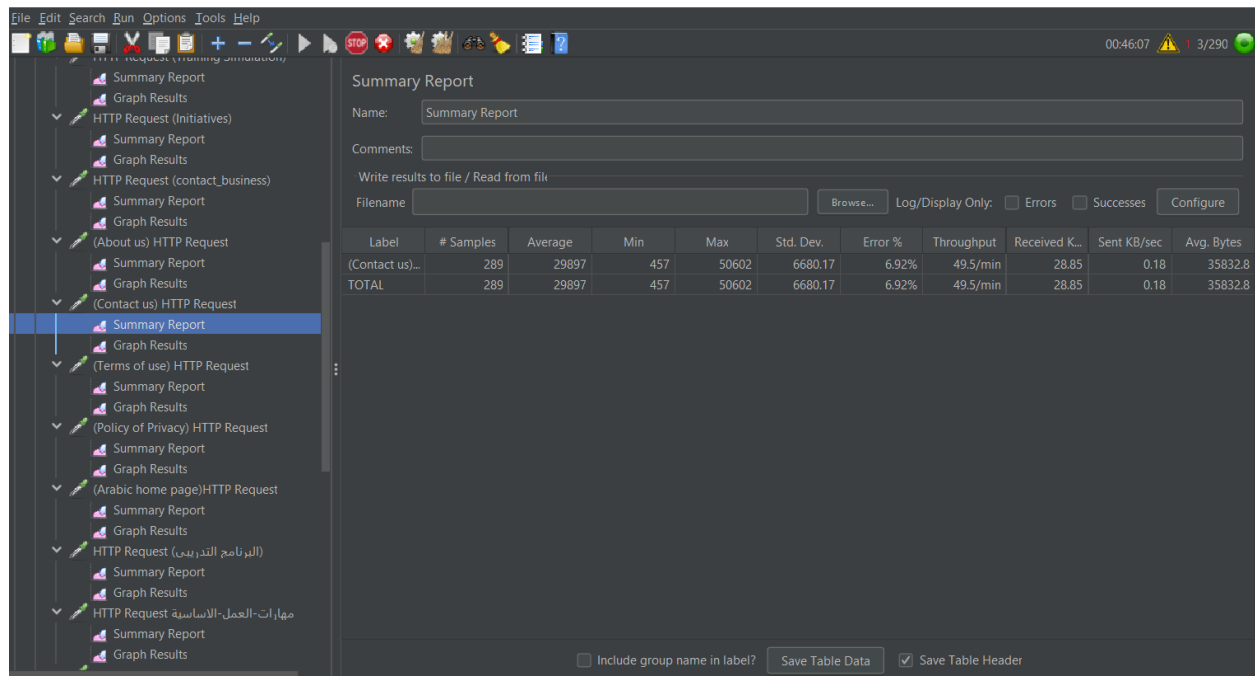 File Edit Search Run Options Tools Help
STOP
00:46:07 1 3/290
HTTP Request (Training Simulation)
Summary Report
Graph Results
HTTP Request (Initiatives)
Summary Report
Graph Results
HTTP Request (contact_business)
Summary Report
Graph Results
(About us) HTTP Request
Summary Report
Graph Results
(Contact us) HTTP Request
Summary Report
Graph Results
(Terms of use) HTTP Request
Summary Report
Graph Results
(Policy of Privacy) HTTP Request
Summary Report
Graph Results
(Arabic home page)HTTP Request
Summary Report
Graph Results
HTTP Request (البرنامج التدريبى)
Summary Report
Graph Results
HTTP Request مهارات-العمل-الاساسية
Summary Report
Graph Results
Summary Report
Name: Summary Report
Comments:
Write results to file / Read from file
Filename Browse... Log/Display Only: Errors Successes Configure
Label # Samples Average Min Max Std. Dev. Error % Throughput Received K... Sent KB/sec Avg. Bytes
(Contact us)... 289 29897 457 50602 6680.17 6.92% 49.5/min 28.85 0.18 35832.8
TOTAL 289 29897 457 50602 6680.17 6.92% 49.5/min 28.85 0.18 35832.8
Include group name in label? Save Table Data Save Table Header